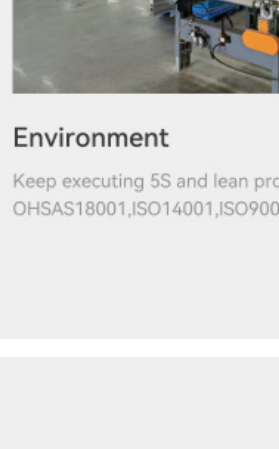 Environment
Keep executing 5S and lean pro
OHSAS18001,ISO14001,ISO900